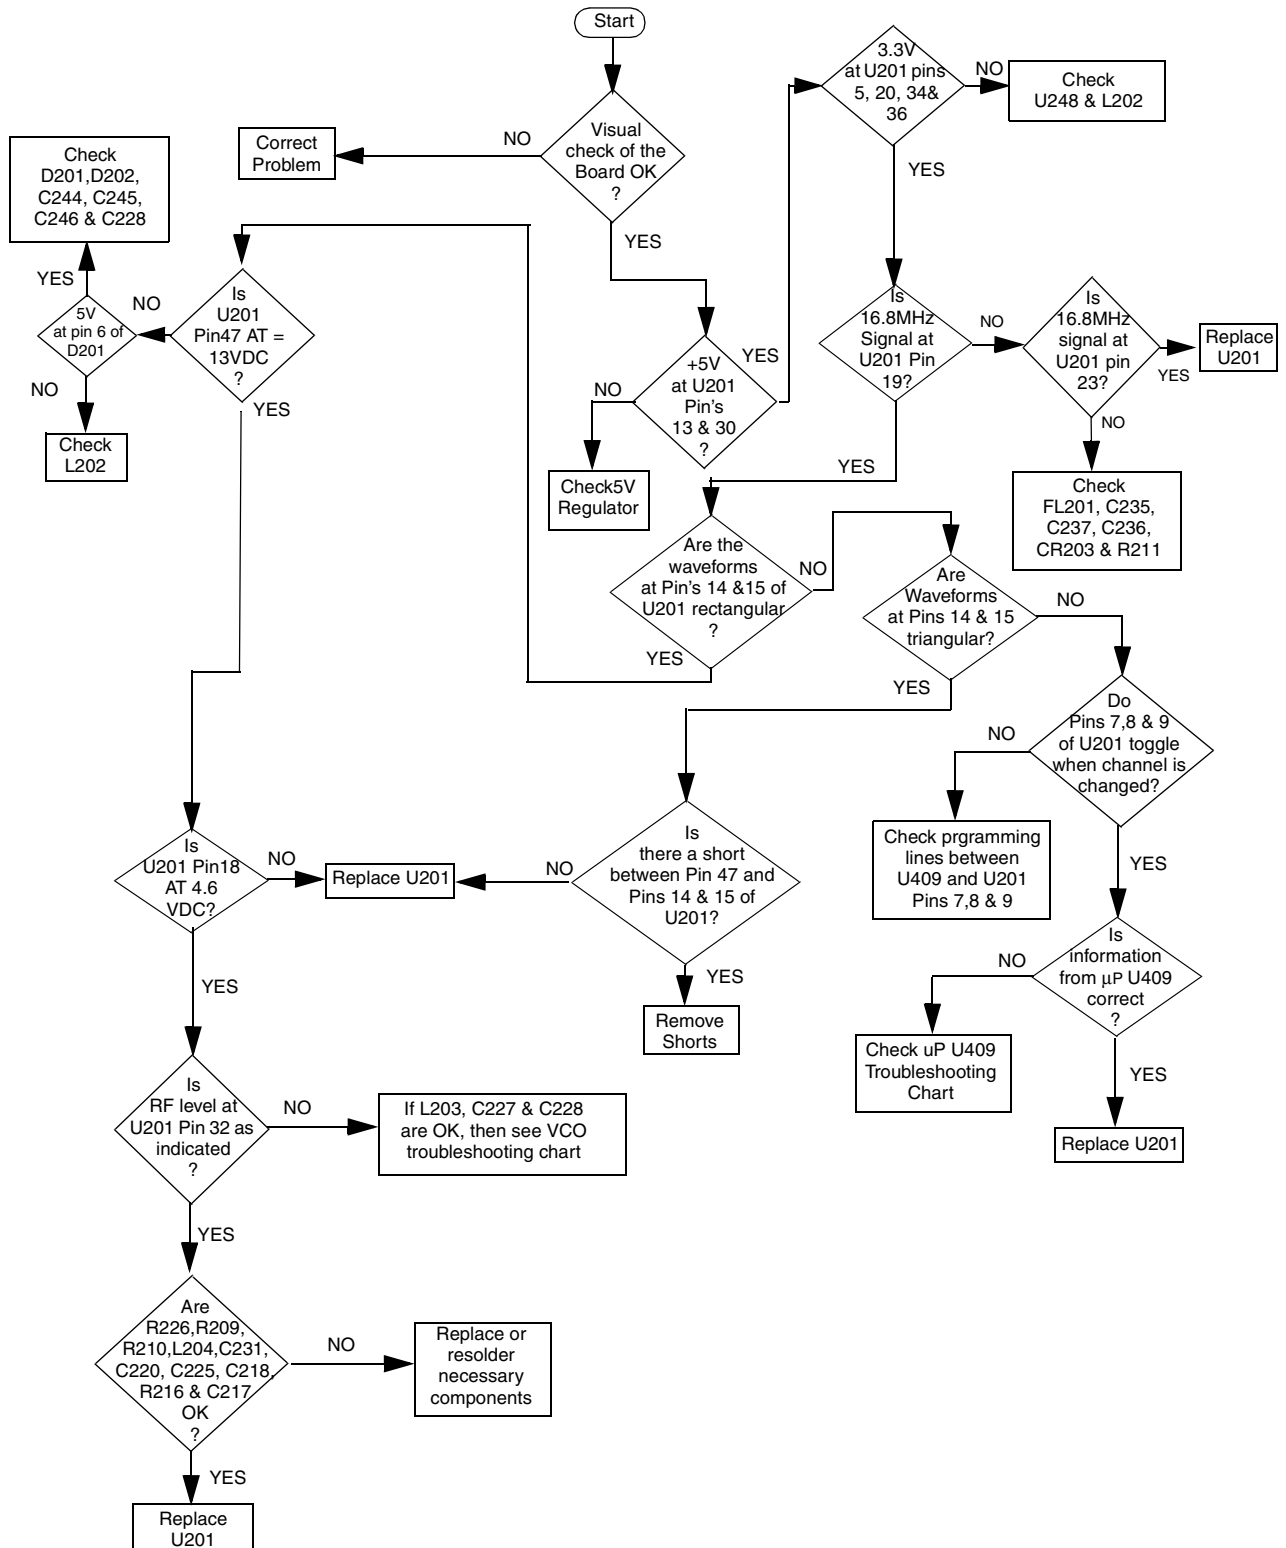 Start
Visual
check of the
Board OK
?
NO
Correct
Problem
YES
+5V
at U201
Pin's
13 & 30
?
NO
Check5V
Regulator
YES
3.3V
at U201 pins
5, 20, 34&
36
NO
Check
U248 & L202
YES
Is
16.8MHz
Signal at
U201 Pin
19?
NO
Is
16.8MHz
signal at
U201 pin
23?
YES
Replace
U201
NO
Check
FL201, C235,
C237, C236,
CR203 & R211
YES
Are the
waveforms
at Pin's 14 &15 of
U201 rectangular
?
NO
Are
Waveforms
at Pins 14 & 15
triangular?
NO
Do
Pins 7,8 & 9
of U201 toggle
when channel is
changed?
NO
Check prgramming
lines between
U409 and U201
Pins 7,8 & 9
YES
Is
information
from µP U409
correct
?
NO
Check uP U409
Troubleshooting
Chart
YES
Replace U201
YES
Is
there a short
between Pin 47 and
Pins 14 & 15 of
U201?
NO
Replace U201
YES
Remove
Shorts
YES
Is
U201
Pin47 AT =
13VDC
?
NO
5V
at pin 6 of
D201
YES
Check
D201,D202,
C244, C245,
C246 & C228
NO
Check
L202
YES
Is
U201 Pin18
AT 4.6
VDC?
NO
YES
Is
RF level at
U201 Pin 32 as
indicated
?
NO
If L203, C227 & C228
are OK, then see VCO
troubleshooting chart
YES
Are
R226,R209,
R210,L204,C231,
C220, C225, C218,
R216 & C217
OK
?
NO
Replace or
resolder
necessary
components
YES
Replace
U201